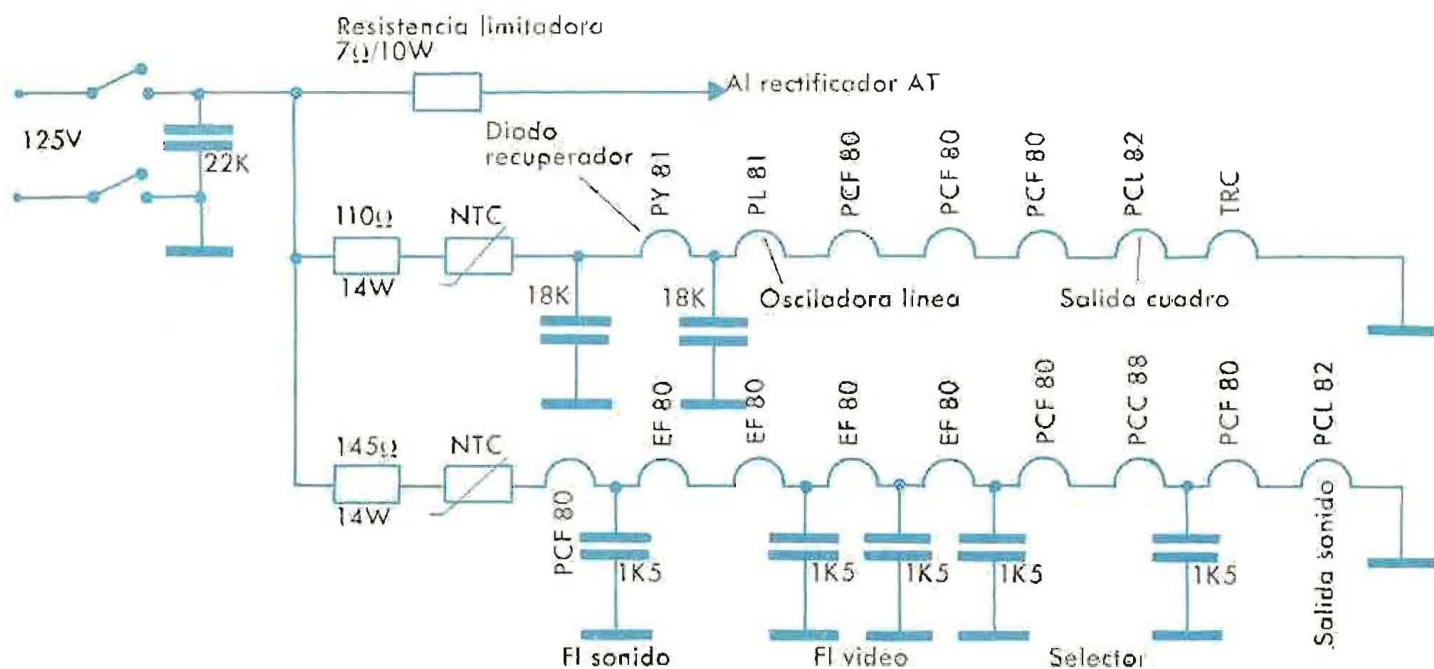 Resistencia limitadora
7Ω/10W
Al rectificador AT
125V
22K
Diodo
recuperador
PY 81
PL 81
PCF 80
PCF 80
PCF 80
PCL 82
TRC
110Ω
14W
NTC
18K
18K
Osciladora línea
Salida cuadro
145Ω
14W
NTC
PCF 80
EF 80
EF 80
EF 80
EF 80
PCF 80
PCC 88
PCF 80
PCL 82
1K5
1K5
1K5
1K5
1K5
Salida sonido
FI sonido
FI video
Selector